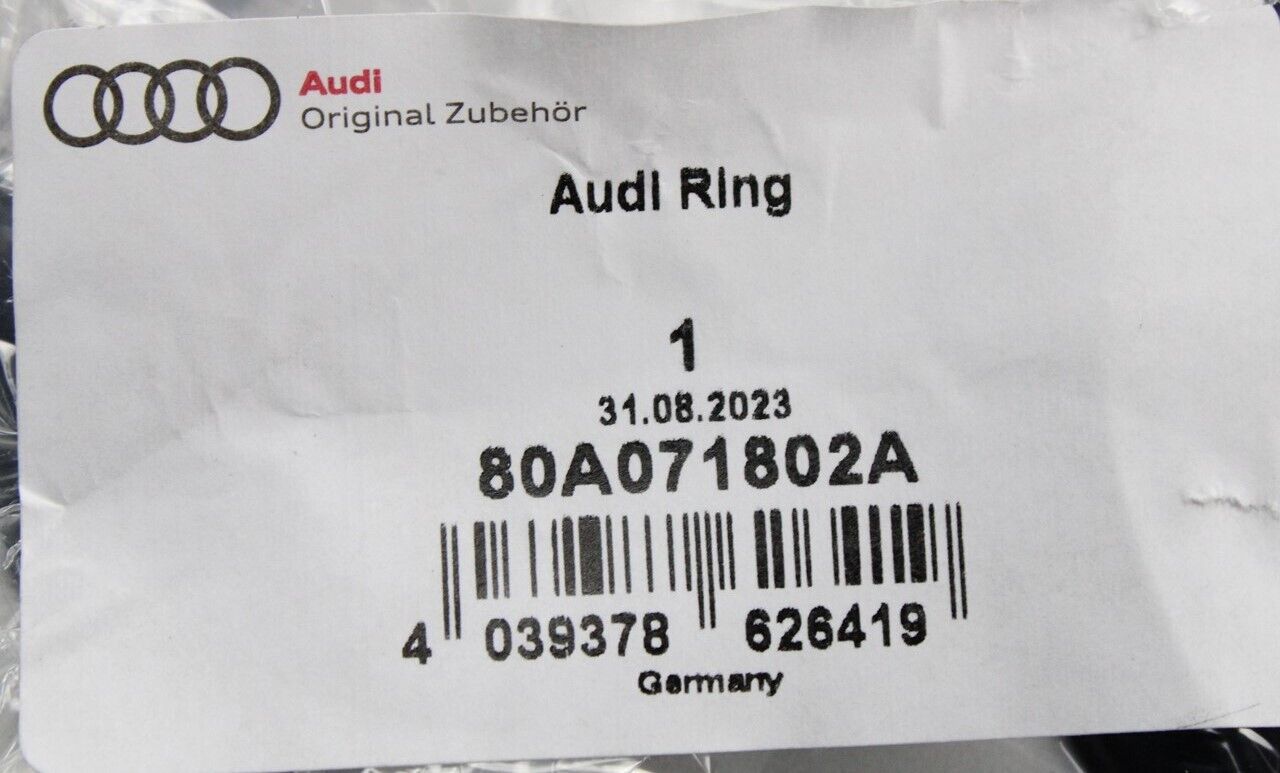 Audi
Original Zubehör
Audi Ring
1
31.08.2023
80A071802A
4 039378 626419
Germany